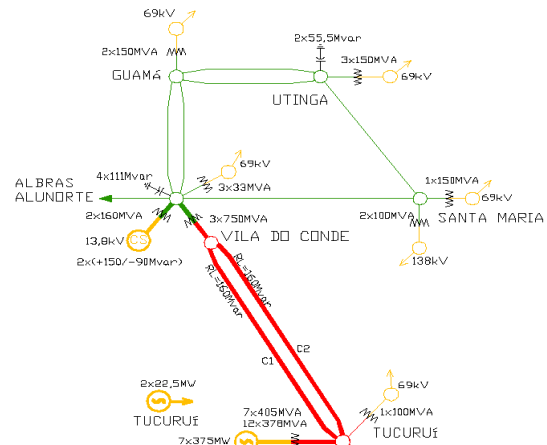 69kV
2x55,5Mvar
2x150MVA
3x150MVA
GUAMÁ
69kV
UTINGA
69kV
4x111Mvar
ALBRAS
ALUNORTE
3x33MVA
1x150MVA
69kV
2x160MVA
3x750MVA
2x100MVA
SANTA MARIA
13,8kV
CS
VILA DO CONDE
2x(+150/-90Mvar)
138kV
RL=160Mvar
RL=160Mvar
C1
C2
2x22,5MW
69kV
TUCURUÍ
7x405MVA
12x378MVA
1x100MVA
7x375MW
TUCURUÍ